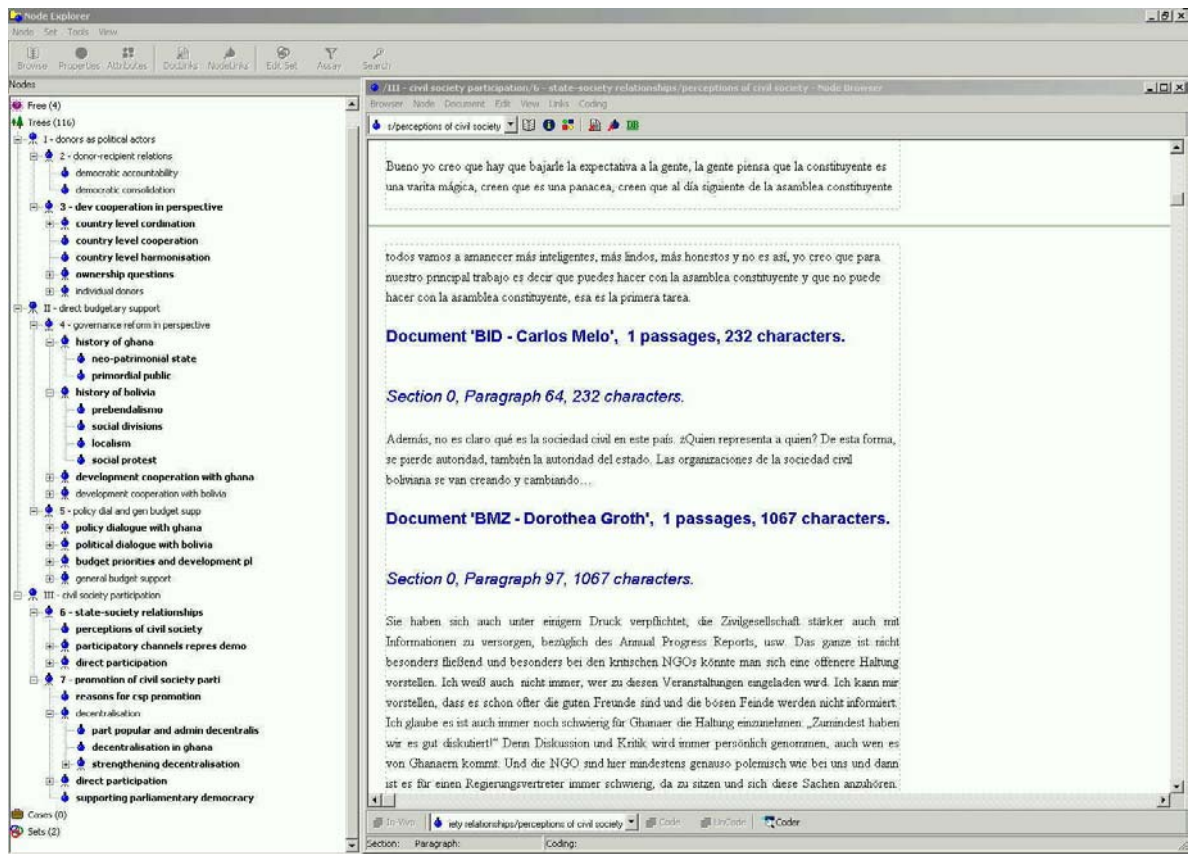 Node Explorer
Node Set Tools View
Browse Properties Attributes DocLinks NodeLinks Edit Set Assay Search
Nodes
Free (4)
Trees (116)
I - donors as political actors
2 - donor-recipient relations
democratic accountability
democratic consolidation
3 - dev cooperation in perspective
country level cordination
country level cooperation
country level harmonisation
ownership questions
individual donors
II - direct budgetary support
4 - governance reform in perspective
history of ghana
neo-patrimonial state
primordial public
history of bolivia
prebendalismo
social divisions
localism
social protest
development cooperation with ghana
development cooperation with bolivia
5 - policy dial and gen budget supp
policy dialogue with ghana
political dialogue with bolivia
budget priorities and development pl
general budget support
III - civil society participation
6 - state-society relationships
perceptions of civil society
participatory channels repres demo
direct participation
7 - promotion of civil society parti
reasons for csp promotion
decentralisation
part popular and admin decentralis
decentralisation in ghana
strengthening decentralisation
direct participation
supporting parliamentary democracy
Cases (0)
Sets (2)
/III - civil society participation/6 - state-society relationships/perceptions of civil society - Node Browser
Browser Node Document Edit View Links Coding
s/perceptions of civil society
Bueno yo creo que hay que bajarle la expectativa a la gente, la gente piensa que la constituyente es
una varita mágica, creen que es una panacea, creen que al día siguiente de la asamblea constituyente
todos vamos a amanecer más inteligentes, más lindos, más honestos y no es así, yo creo que para
nuestro principal trabajo es decir que puedes hacer con la asamblea constituyente y que no puede
hacer con la asamblea constituyente, esa es la primera tarea.
Document 'BID - Carlos Melo', 1 passages, 232 characters.
Section 0, Paragraph 64, 232 characters.
Además, no es claro qué es la sociedad civil en este país. ¿Quien representa a quien? De esta forma,
se pierde autoridad, también la autoridad del estado. Las organizaciones de la sociedad civil
boliviana se van creando y cambiando…
Document 'BMZ - Dorothea Groth', 1 passages, 1067 characters.
Section 0, Paragraph 97, 1067 characters.
Sie haben sich auch unter einigem Druck verpflichtet, die Zivilgesellschaft stärker auch mit
Informationen zu versorgen, bezüglich des Annual Progress Reports, usw. Das ganze ist nicht
besonders fließend und besonders bei den kritischen NGOs könnte man sich eine offenere Haltung
vorstellen. Ich weiß auch nicht immer, wer zu diesen Veranstaltungen eingeladen wird. Ich kann mir
vorstellen, dass es schon öfter die guten Freunde sind und die bösen Feinde werden nicht informiert.
Ich glaube es ist auch immer noch schwierig für Ghanaer die Haltung einzunehmen: „Zumindest haben
wir es gut diskutiert!“ Denn Diskussion und Kritik wird immer persönlich genommen, auch wen es
von Ghanaern kommt. Und die NGO sind hier mindestens genauso polemisch wie bei uns und dann
ist es für einen Regierungsvertreter immer schwierig, da zu sitzen und sich diese Sachen anzuhören.
In Vivo iety relationships/perceptions of civil society Code UnCode Coder
Section: Paragraph: Coding: